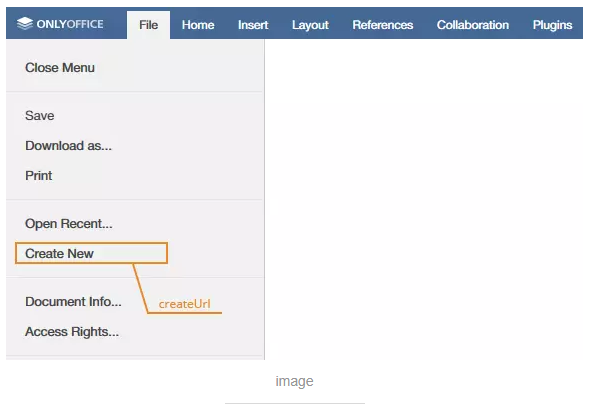 ONLYOFFICE File Home Insert Layout References Collaboration Plugins
Close Menu
Save
Download as...
Print
Open Recent...
Create New
Document Info...
createUrl
Access Rights...
image